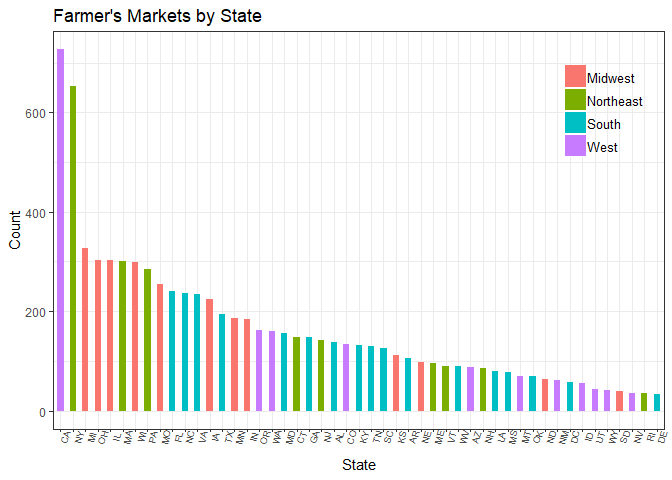 Farmer's Markets by State
Midwest
Northeast
South
West
600
400
200
0
Count
CA NY MI OH IL MA WI PA MO FL NC VA IA TX MN IN OR WA MD CT GA NJ AL CO KY TN SC KS AR NE ME VT WV AZ NH LA MS MT OK ND NM DC ID UT WY SD NV RI DE
State